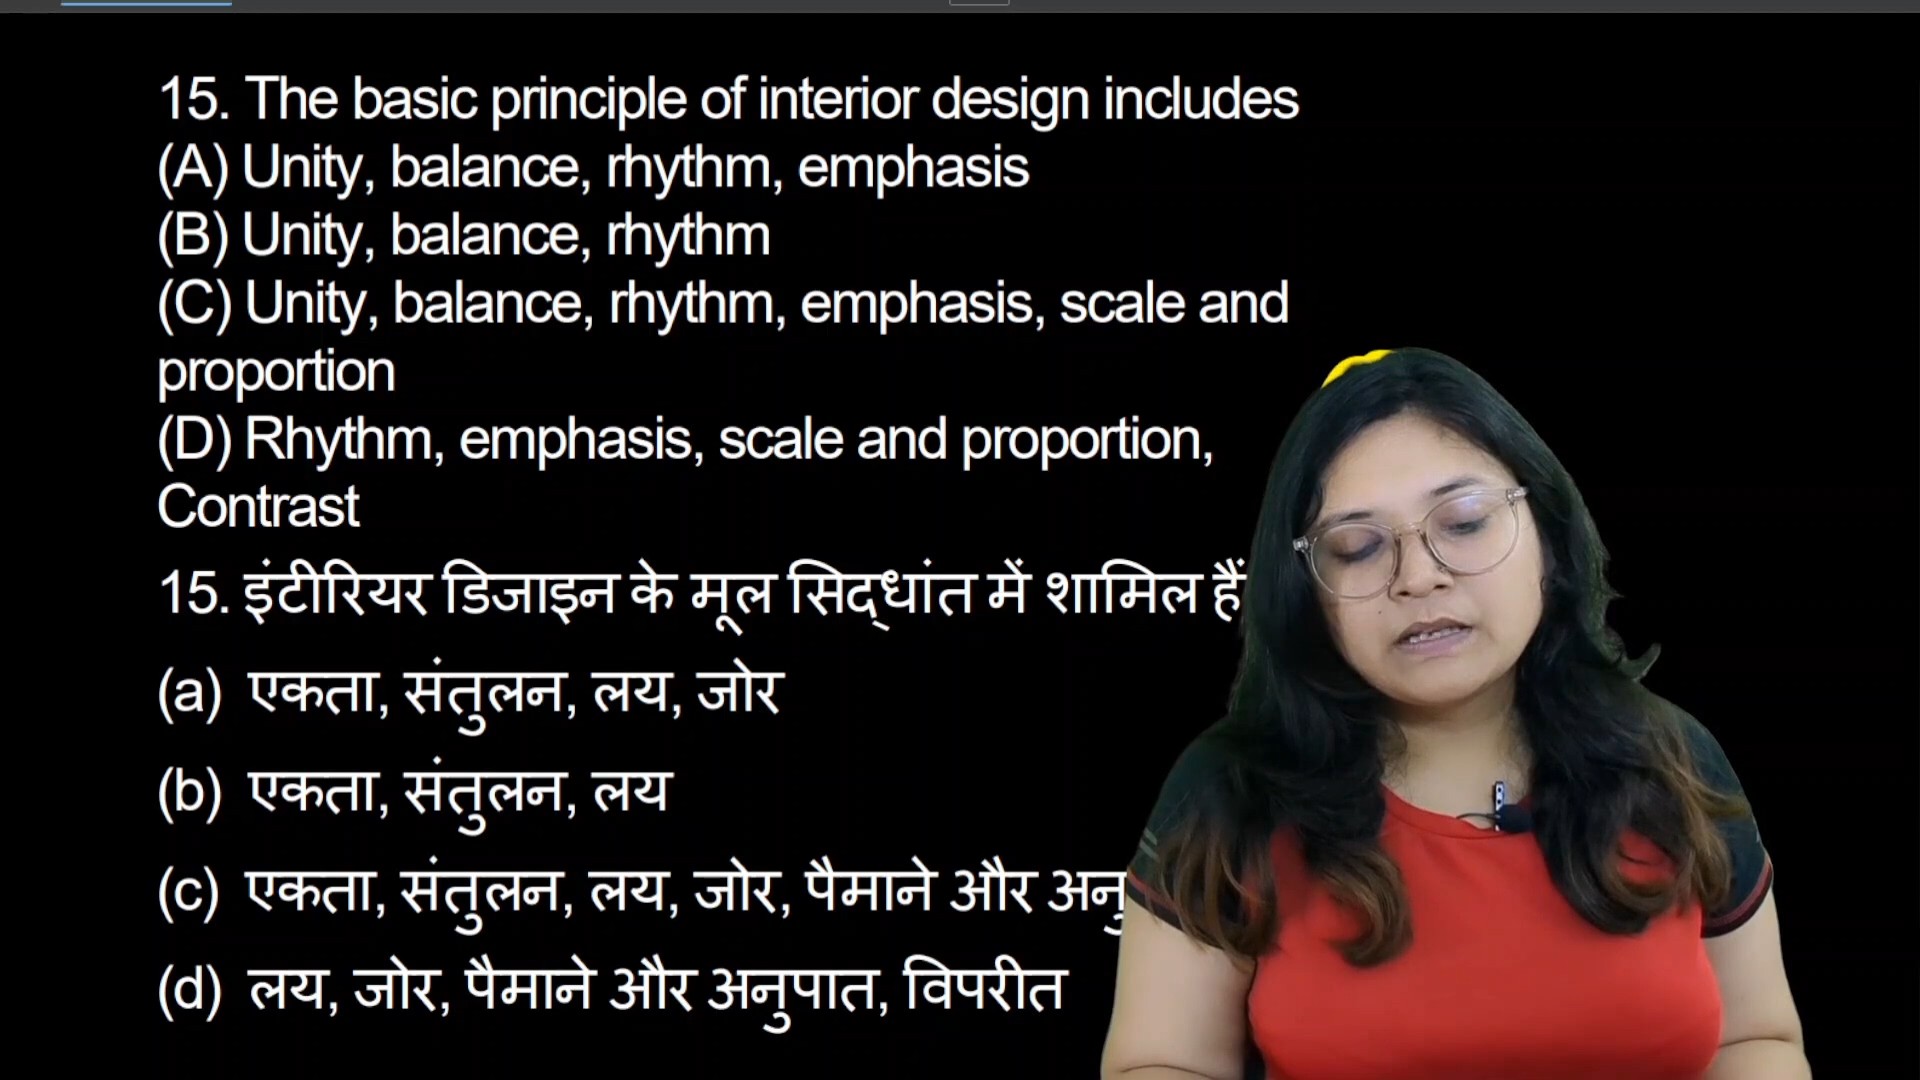 15. The basic principle of interior design includes
(A) Unity, balance, rhythm, emphasis
(B) Unity, balance, rhythm
(C) Unity, balance, rhythm, emphasis, scale and
proportion
(D) Rhythm, emphasis, scale and proportion,
Contrast
15. इंटीरियर डिजाइन के मूल सिद्धांत में शामिल हैं
(a) एकता, संतुलन, लय, जोर
(b) एकता, संतुलन, लय
(c) एकता, संतुलन, लय, जोर, पैमाने और
(d) लय, जोर, पैमाने और अनुपात, विपरीत